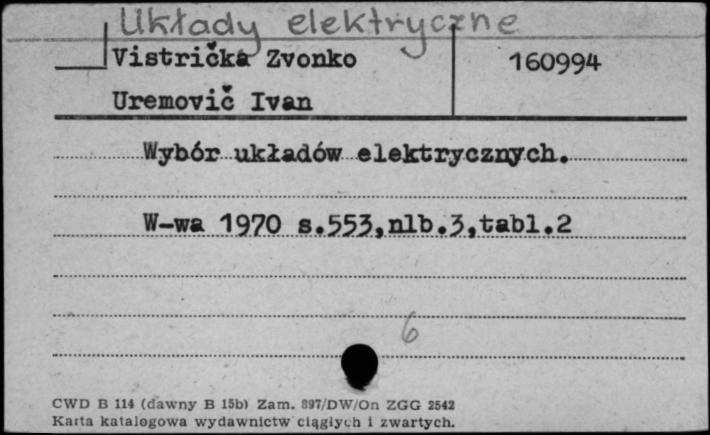 Układy elektryczne
Vistrička Zvonko 160994
Uremovič Ivan
Wybór układów elektrycznych.
W-wa 1970 s.553,nlb.3,tabl.2
6
CWD B 114 (dawny B 15b) Zam. 897/DW/On ZGG 2542
Karta katalogowa wydawnictw ciągłych i zwartych.